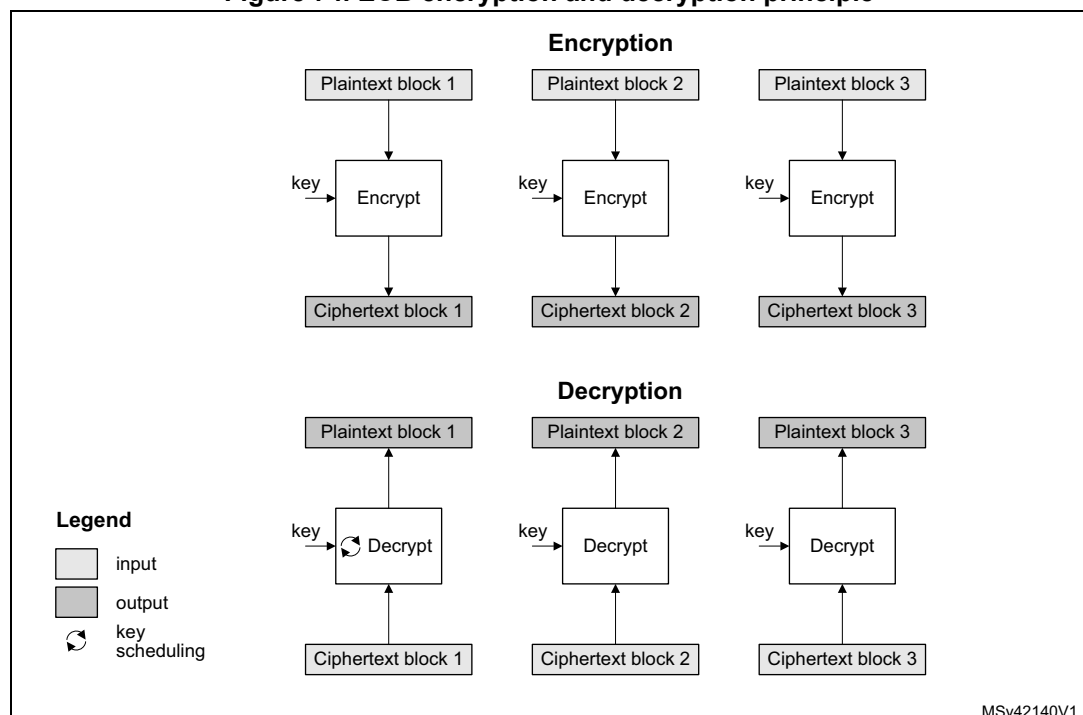 Encryption
Plaintext block 1 Plaintext block 2 Plaintext block 3
key Encrypt key Encrypt key Encrypt
Ciphertext block 1 Ciphertext block 2 Ciphertext block 3
Decryption
Plaintext block 1 Plaintext block 2 Plaintext block 3
Legend
key Decrypt key Decrypt key Decrypt
input
output
key
scheduling
Ciphertext block 1 Ciphertext block 2 Ciphertext block 3
MSv42140V1